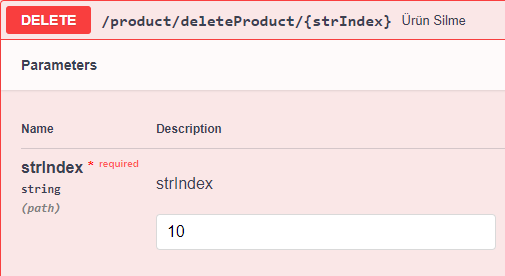 DELETE /product/deleteProduct/{strIndex} Ürün Silme
Parameters
Name Description
strIndex * required strIndex
string
(path)
10